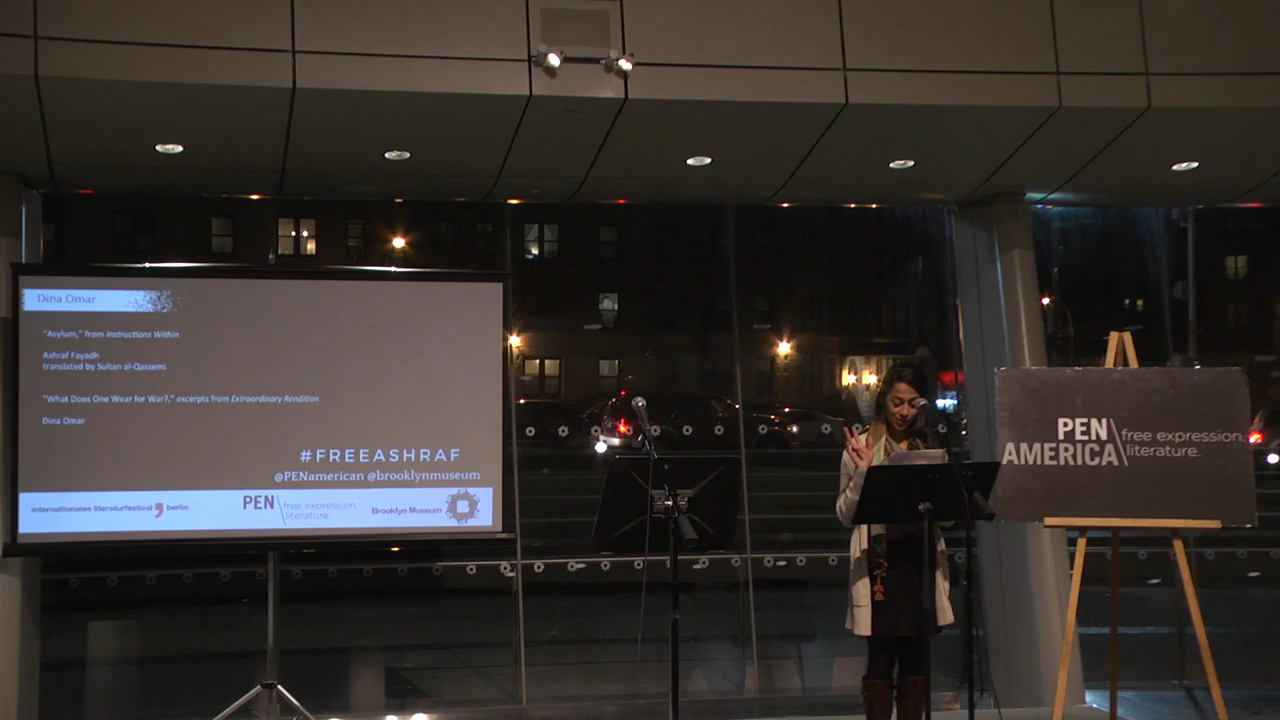 Dina Omar
"Asylum," from Instructions Within
Ashraf Fayadh
translated by Sultan al-Qassemi
"What Does One Wear for War?," excerpts from Extraordinary Rendition
Dina Omar
#FREEASHRAF
@PENamerican @brooklynmuseum
internationales literaturfestival berlin
PEN
free expression.
literature.
Brooklyn Museum
PEN
AMERICA
free expression.
literature.